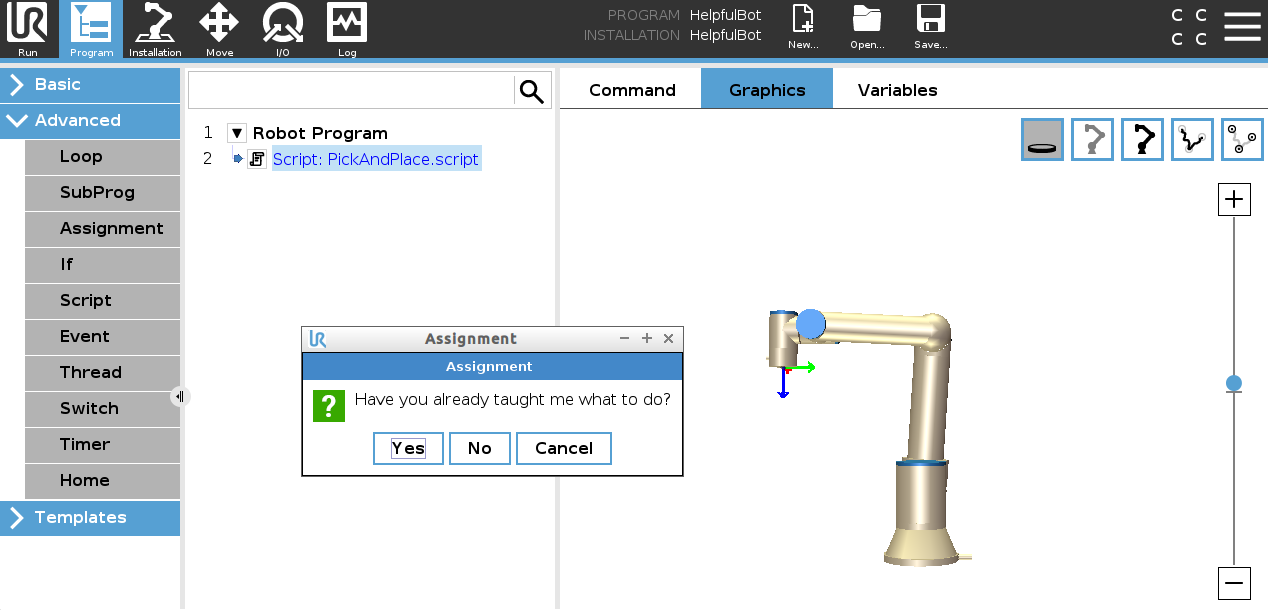 UR
Run
Program
Installation
Move
I/O
Log
PROGRAM HelpfulBot
INSTALLATION HelpfulBot
New...
Open...
Save...
C C
C C
Basic
Advanced
Loop
SubProg
Assignment
If
Script
Event
Thread
Switch
Timer
Home
Templates
1 Robot Program
2 Script: PickAndPlace.script
Command
Graphics
Variables
UR Assignment
Assignment
? Have you already taught me what to do?
Yes
No
Cancel